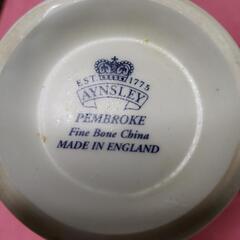 EST 1775
AYNSLEY
PEMBROKE
Fine Bone China
MADE IN ENGLAND